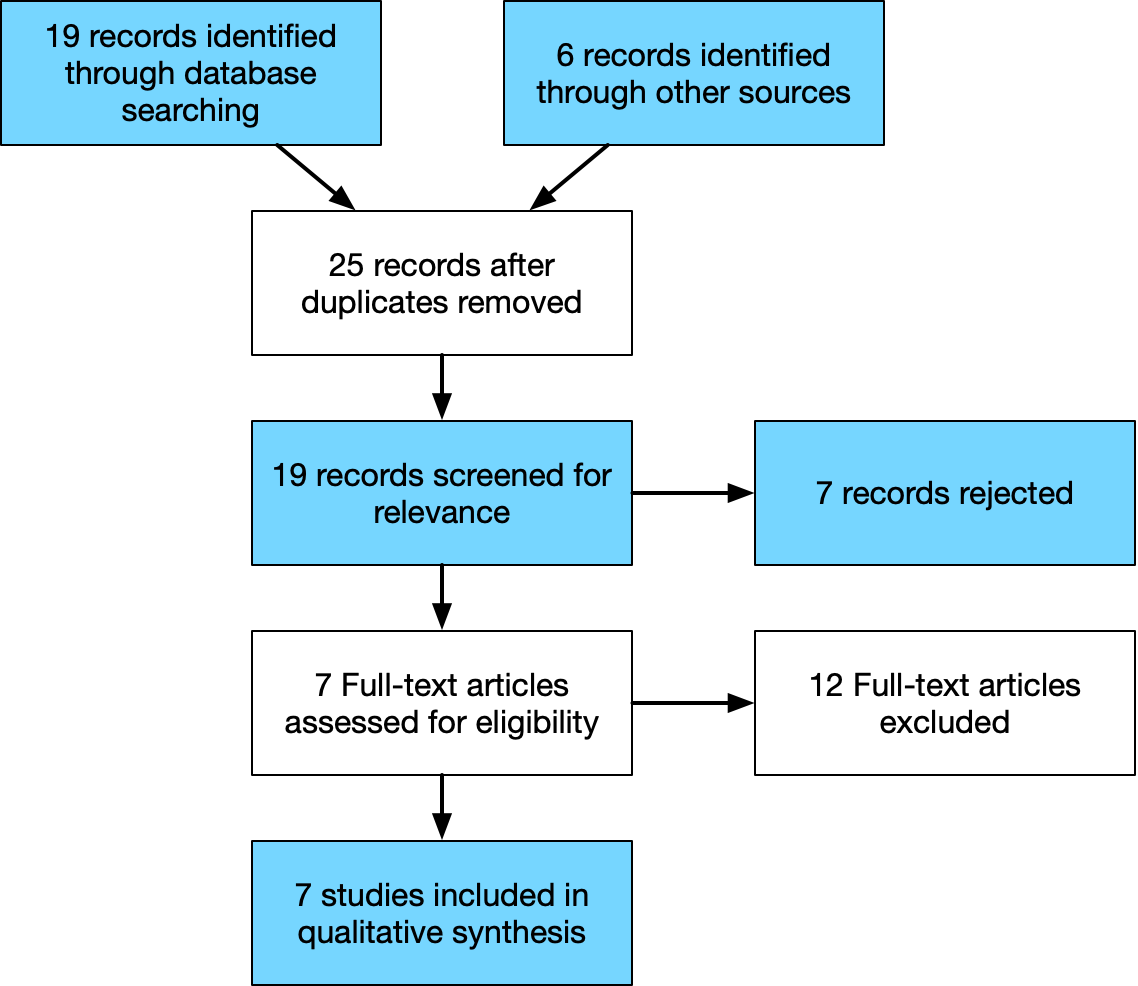 19 records identified
through database
searching
6 records identified
through other sources
25 records after
duplicates removed
19 records screened for
relevance
7 records rejected
7 Full-text articles
assessed for eligibility
12 Full-text articles
excluded
7 studies included in
qualitative synthesis